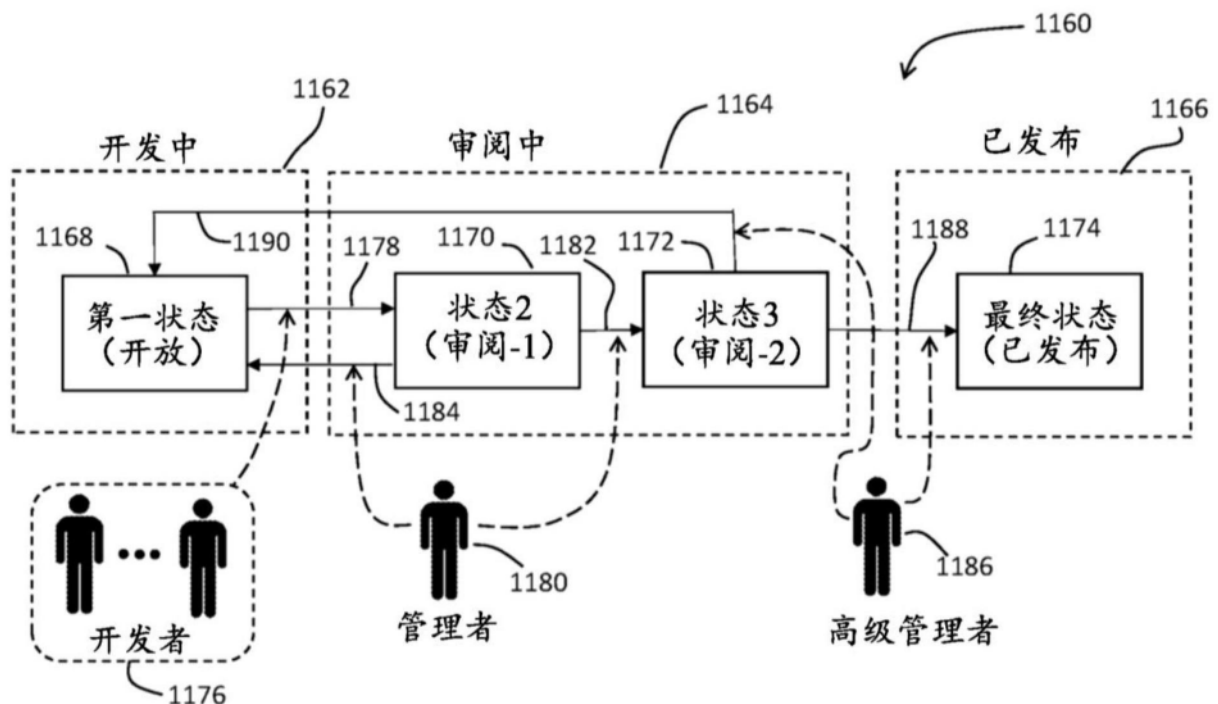 1160
1162
1164
1166
开发中
审阅中
已发布
1168
1190
1178
1170
1182
1172
1188
1174
第一状态
（开放）
状态2
（审阅-1）
状态3
（审阅-2）
最终状态
（已发布）
1184
1180
1186
管理者
高级管理者
开发者
1176